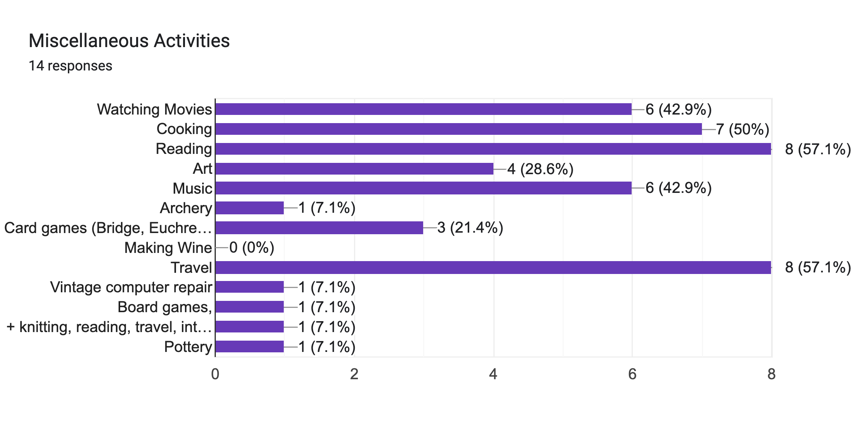 Miscellaneous Activities
14 responses
Watching Movies 6 (42.9%)
Cooking 7 (50%)
Reading 8 (57.1%)
Art 4 (28.6%)
Music 6 (42.9%)
Archery 1 (7.1%)
Card games (Bridge, Euchre… 3 (21.4%)
Making Wine 0 (0%)
Travel 8 (57.1%)
Vintage computer repair 1 (7.1%)
Board games, 1 (7.1%)
+ knitting, reading, travel, int… 1 (7.1%)
Pottery 1 (7.1%)
0 2 4 6 8